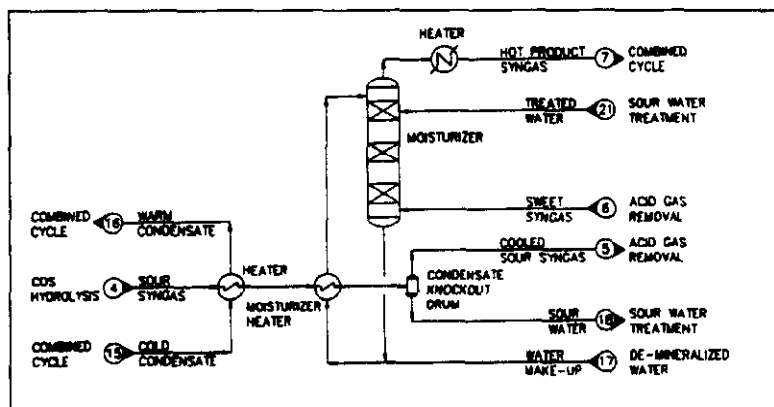 HEATER
HOT PRODUCT
SYNGAS
7
COMBINED
CYCLE
TREATED
WATER
21
SOUR WATER
TREATMENT
MOISTURIZER
SWEET
SYNGAS
6
ACID GAS
REMOVAL
COMBINED
CYCLE
16
WARM
CONDENSATE
COOLED
SOUR SYNGAS
5
ACID GAS
REMOVAL
COS
HYDROLYSIS
4
SOUR
SYNGAS
HEATER
MOISTURIZER
HEATER
CONDENSATE
KNOCKOUT
DRUM
SOUR
WATER
18
SOUR WATER
TREATMENT
COMBINED
CYCLE
15
COLD
CONDENSATE
WATER
MAKE-UP
17
DE-MINERALIZED
WATER